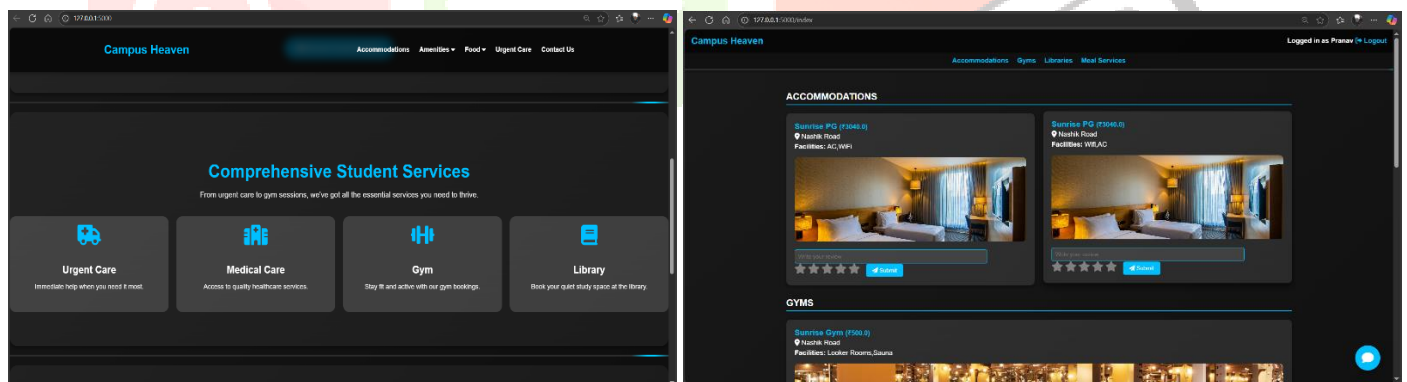 127.0.0.1:5000
Campus Heaven
Accommodations Amenities Food Urgent Care Contact Us
Comprehensive Student Services
From urgent care to gym sessions, we've got all the essential services you need to thrive.
Urgent Care
Immediate help when you need it most.
Medical Care
Access to quality healthcare services.
Gym
Stay fit and active with our gym bookings.
Library
Book your quiet study space at the library.
127.0.0.1:5000/index
Campus Heaven
Logged in as Pranav Logout
Accommodations Gyms Libraries Meal Services
ACCOMMODATIONS
Sunrise PG (₹3040.0)
Nashik Road
Facilities: AC,WiFi
Write your review
Submit
Sunrise PG (₹3040.0)
Nashik Road
Facilities: Wifi,AC
Write your review
Submit
GYMS
Sunrise Gym (₹500.0)
Nashik Road
Facilities: Looker Rooms,Sauna